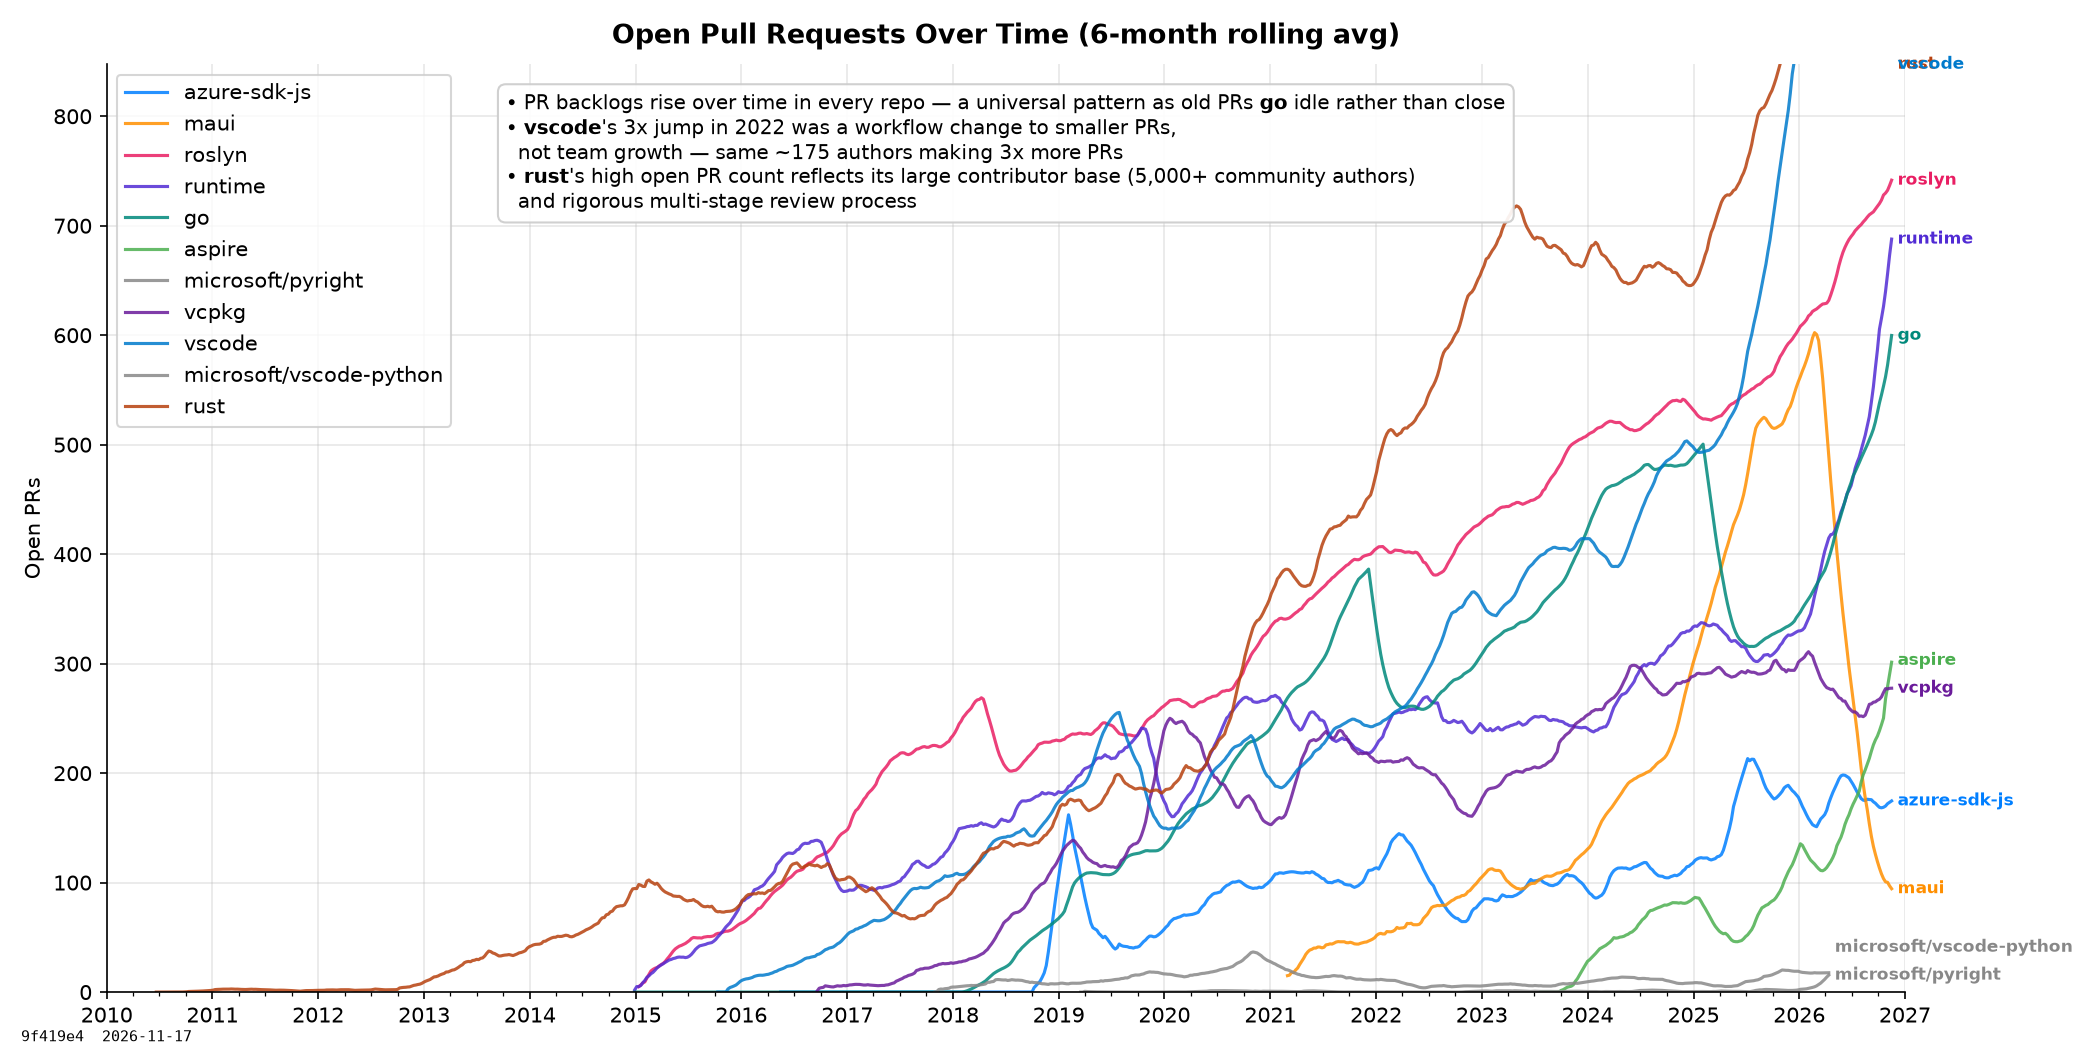 Open Pull Requests Over Time (6-month rolling avg)
azure-sdk-js
maui
roslyn
runtime
go
aspire
microsoft/pyright
vcpkg
vscode
microsoft/vscode-python
rust
• PR backlogs rise over time in every repo — a universal pattern as old PRs go idle rather than close
• vscode's 3x jump in 2022 was a workflow change to smaller PRs,
not team growth — same ~175 authors making 3x more PRs
• rust's high open PR count reflects its large contributor base (5,000+ community authors)
and rigorous multi-stage review process
Open PRs
800
700
600
500
400
300
200
100
0
2010 2011 2012 2013 2014 2015 2016 2017 2018 2019 2020 2021 2022 2023 2024 2025 2026 2027
vscode
roslyn
runtime
go
aspire
vcpkg
azure-sdk-js
maui
microsoft/vscode-python
microsoft/pyright
9f419e4 2026-11-17